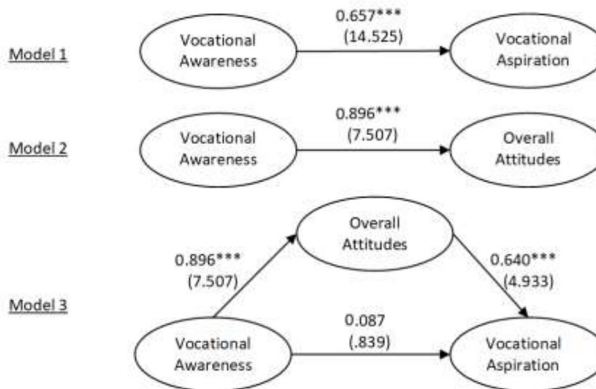 0.657***
(14.525)
Model 1
Vocational
Awareness
Vocational
Aspiration
0.896***
(7.507)
Model 2
Vocational
Awareness
Overall
Attitudes
Overall
Attitudes
0.896***
(7.507)
0.640***
(4.933)
Model 3
0.087
(.839)
Vocational
Awareness
Vocational
Aspiration